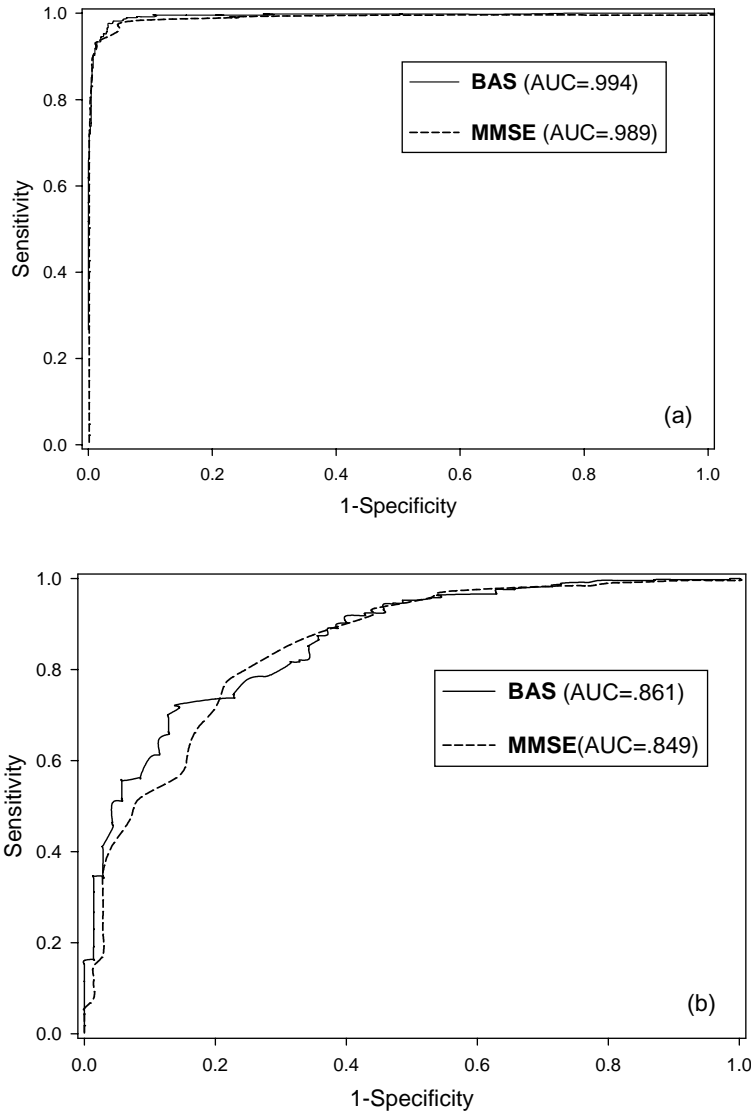 1.0
0.8
0.6
0.4
0.2
0.0
Sensitivity
BAS (AUC=.994)
MMSE (AUC=.989)
(a)
0.0 0.2 0.4 0.6 0.8 1.0
1-Specificity
1.0
0.8
0.6
0.4
0.2
0.0
Sensitivity
BAS (AUC=.861)
MMSE(AUC=.849)
(b)
0.0 0.2 0.4 0.6 0.8 1.0
1-Specificity